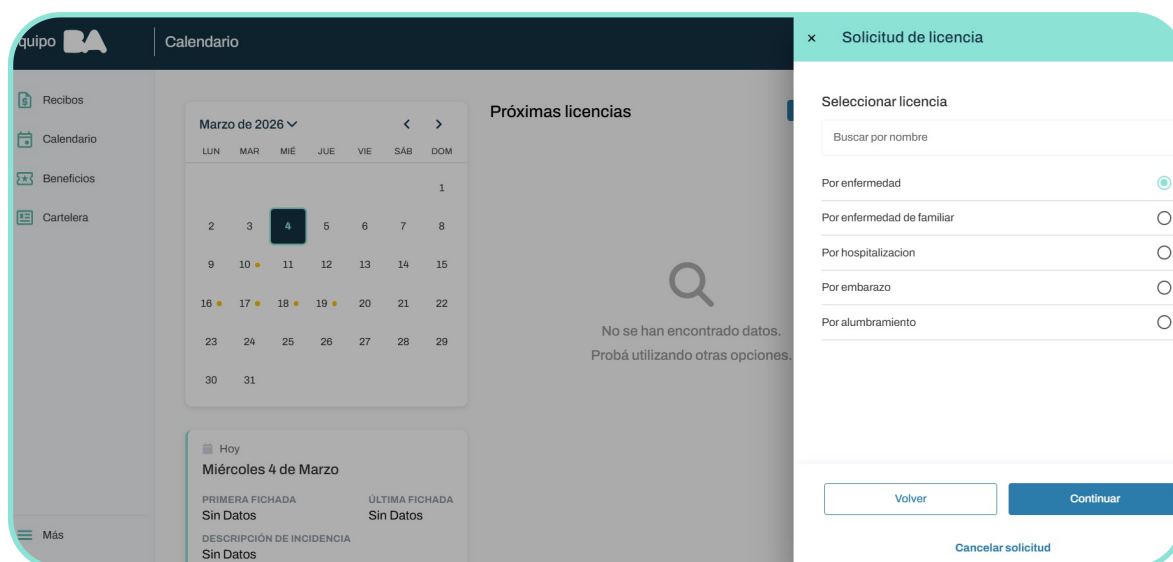 quipo BA
Calendario
Recibos
Calendario
Beneficios
Cartelera
Más
Marzo de 2026
LUN MAR MIÉ JUE VIE SÁB DOM
1
2 3 4 5 6 7 8
9 10 11 12 13 14 15
16 17 18 19 20 21 22
23 24 25 26 27 28 29
30 31
Hoy
Miércoles 4 de Marzo
PRIMERA FICHADA ÚLTIMA FICHADA
Sin Datos Sin Datos
DESCRIPCIÓN DE INCIDENCIA
Sin Datos
Próximas licencias
No se han encontrado datos.
Probá utilizando otras opciones.
× Solicitud de licencia
Seleccionar licencia
Buscar por nombre
Por enfermedad
Por enfermedad de familiar
Por hospitalizacion
Por embarazo
Por alumbramiento
Volver Continuar
Cancelar solicitud